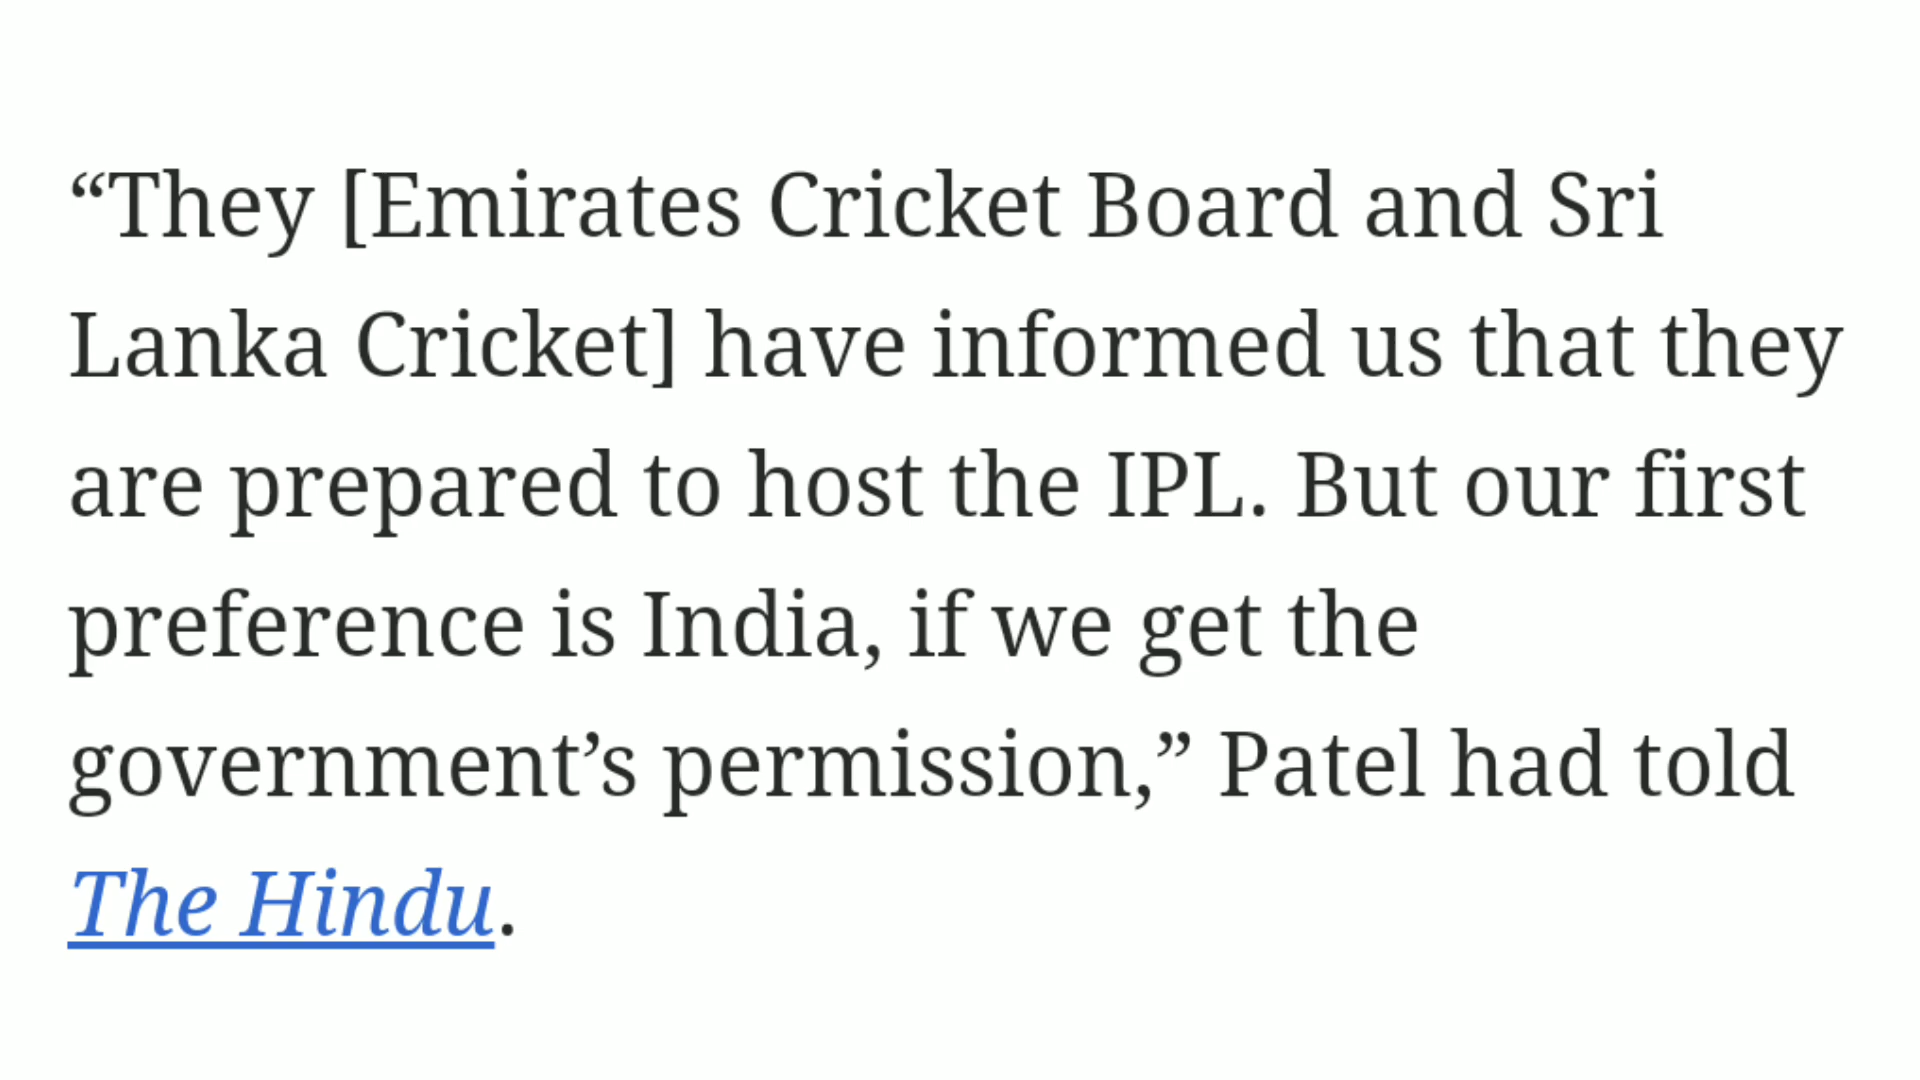 “They [Emirates Cricket Board and Sri
Lanka Cricket] have informed us that they
are prepared to host the IPL. But our first
preference is India, if we get the
government’s permission,” Patel had told
The Hindu.